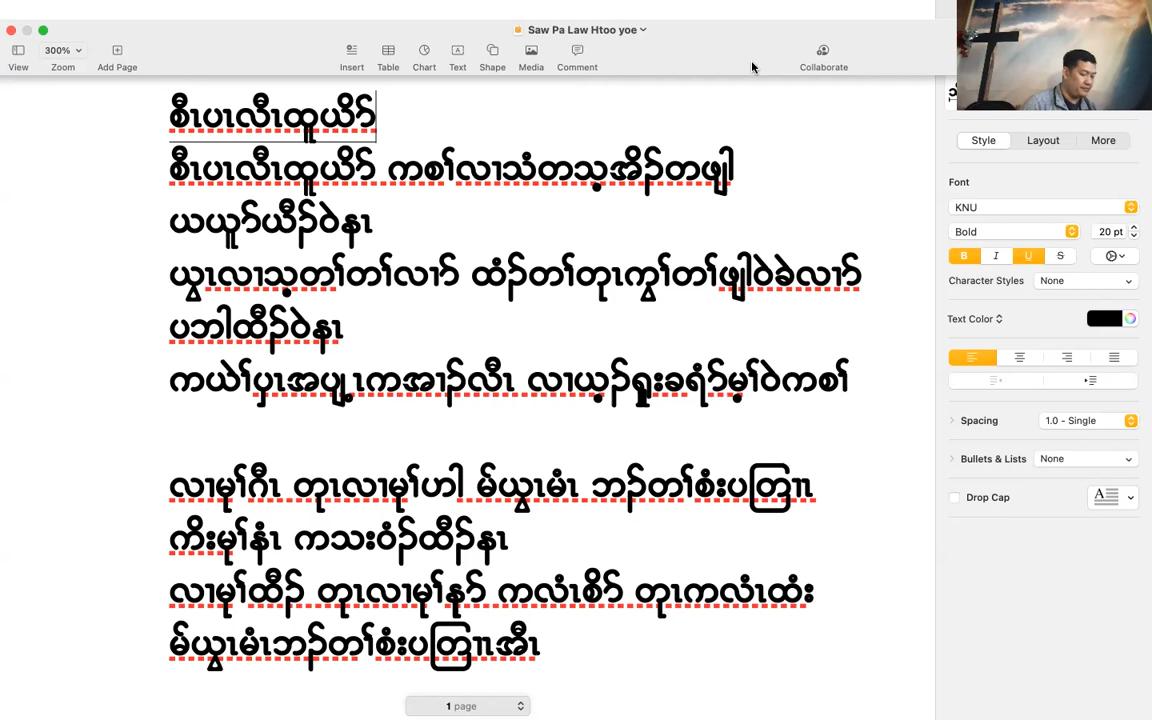 Saw Pa Law Htoo yoe
300%
View
Zoom
Add Page
Insert
Table
Chart
Text
Shape
Media
Comment
Collaborate
စီၤပၤလီၤထူယိာ်
စီၤပၤလီၤထူယိာ် ကစၢ်လၢသံတသ့အိၣ်တဖျါ
ယယူာ်ယီၣ်ဝဲနၤ
ယွၤလၢသ့တၢ်တၢ်လၢာ် ထံၣ်တၢ်တုၤကွၢ်တၢ်ဖျါဝဲခဲလၢာ်
ပဘါထီၣ်ဝဲနၤ
ကယဲၢ်ပှၤအပျုၤကအၢၣ်လီၤ လၢယ့ၣ်ရှူးခရံာ်မ့ၢ်ဝဲကစၢ်
လၢမုၢ်ဂီၤ တုၤလၢမုၢ်ဟါ မ်ယွၤမံၤ ဘၣ်တၢ်စံးပတြၢၤ
ကိးမုၢ်နံၤ ကသးဝံၣ်ထီၣ်နၤ
လၢမုၢ်ထီၣ် တုၤလၢမုၢ်နုာ် ကလံၤစိာ် တုၤကလံၤထံး
မ်ယွၤမံၤဘၣ်တၢ်စံးပတြၢၤအီၤ
1 page
Style
Layout
More
Font
KNU
Bold
20 pt
B I U S
Character Styles
None
Text Color
Spacing
1.0 - Single
Bullets & Lists
None
Drop Cap